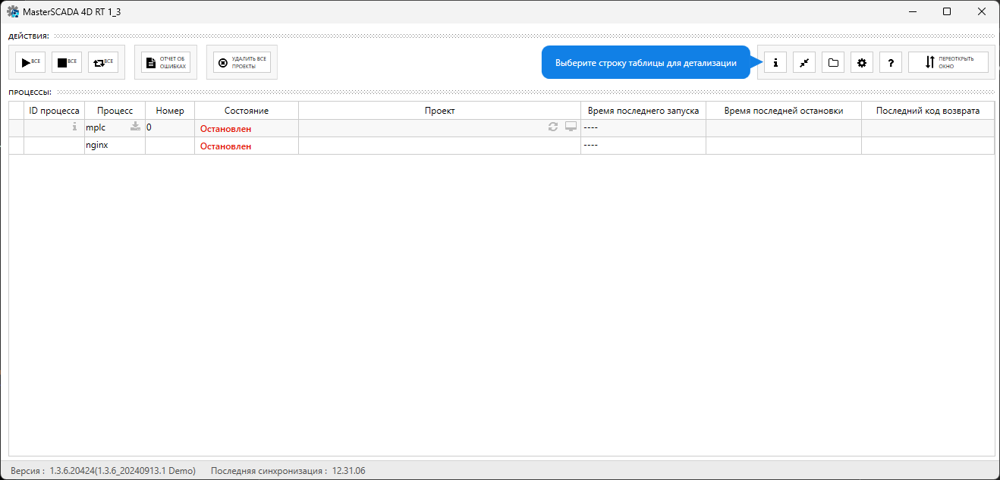 MasterSCADA 4D RT 1_3
ДЕЙСТВИЯ:
ВСЕ ВСЕ ВСЕ ОТЧЕТ ОБ ОШИБКАХ УДАЛИТЬ ВСЕ ПРОЕКТЫ Выберите строку таблицы для детализации i ? ПЕРЕОТКРЫТЬ ОКНО
ПРОЦЕССЫ:
ID процесса Процесс Номер Состояние Проект Время последнего запуска Время последней остановки Последний код возврата
i mplc 0 Остановлен ----
nginx Остановлен ----
Версия : 1.3.6.20424(1.3.6_20240913.1 Demo) Последняя синхронизация : 12.31.06